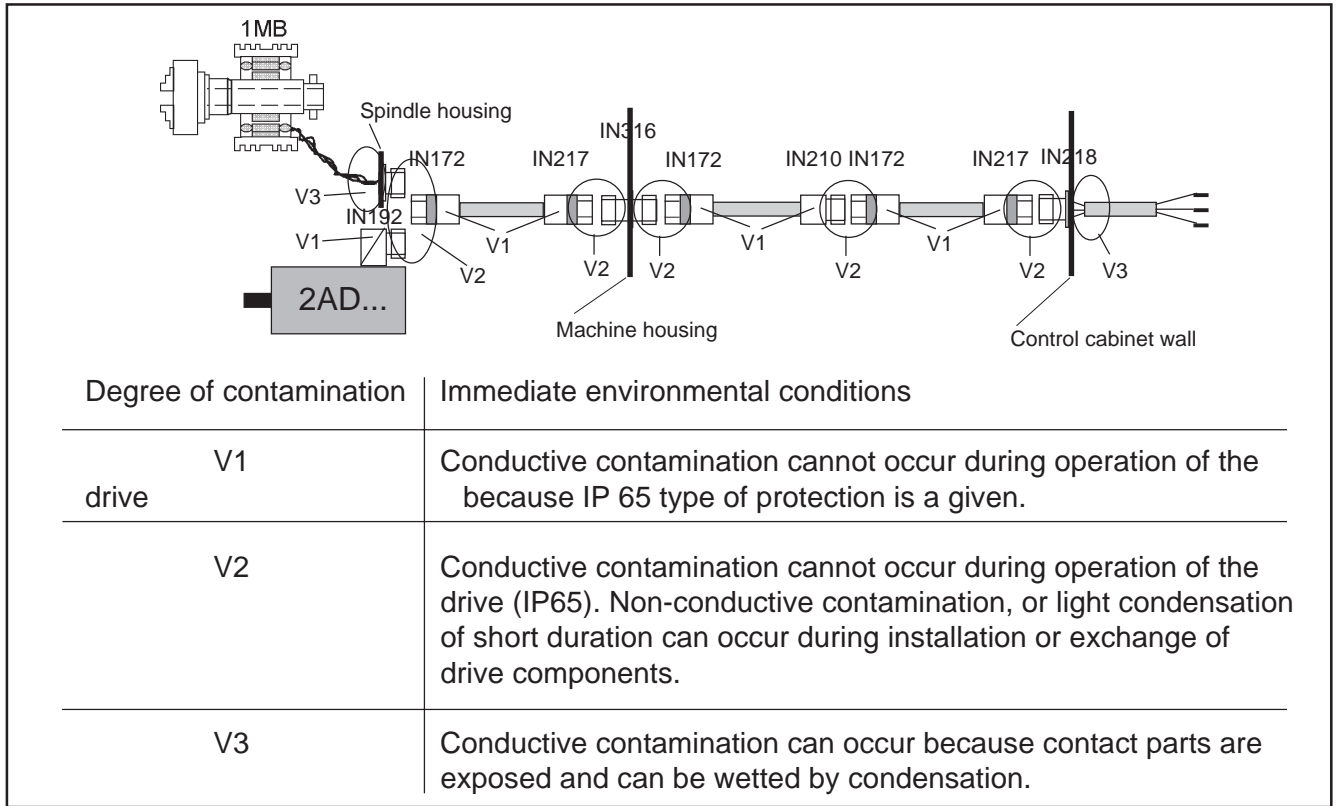 1MB
Spindle housing
IN316
IN172 IN217 IN172 IN210 IN172 IN217 IN218
V3
IN192
V1 V1 V1 V1
V2 V2 V2 V2 V2 V3
2AD...
Machine housing
Control cabinet wall
Degree of contamination Immediate environmental conditions
V1 Conductive contamination cannot occur during operation of the
drive because IP 65 type of protection is a given.
V2 Conductive contamination cannot occur during operation of the
drive (IP65). Non-conductive contamination, or light condensation
of short duration can occur during installation or exchange of
drive components.
V3 Conductive contamination can occur because contact parts are
exposed and can be wetted by condensation.